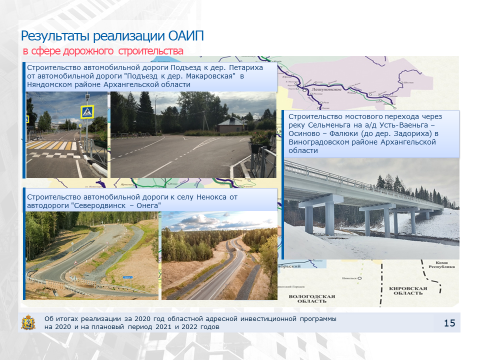 Результаты реализации ОАИП
в сфере дорожного строительства
Строительство автомобильной дороги Подъезд к дер. Петариха
от автомобильной дороги "Подъезд к дер. Макаровская" в
Няндомском районе Архангельской области
Строительство мостового перехода через
реку Сельменьга на а/д Усть-Ваеньга –
Осиново – Фалюки (до дер. Задориха) в
Виноградовском районе Архангельской
области
Строительство автомобильной дороги к селу Ненокса от
автодороги "Северодвинск – Онега"
Коми
Республика
КИРОВСКАЯ
ОБЛАСТЬ
ВОЛОГОДСКАЯ
ОБЛАСТЬ
Об итогах реализации за 2020 год областной адресной инвестиционной программы
на 2020 и на плановый период 2021 и 2022 годов
15